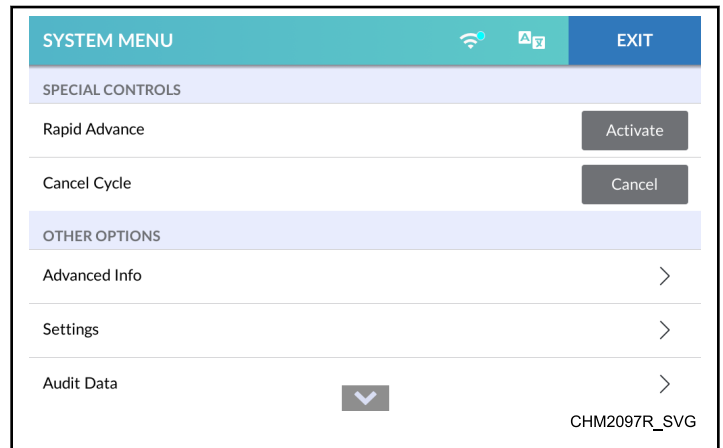 SYSTEM MENU
EXIT
SPECIAL CONTROLS
Rapid Advance
Activate
Cancel Cycle
Cancel
OTHER OPTIONS
Advanced Info
Settings
Audit Data
CHM2097R_SVG